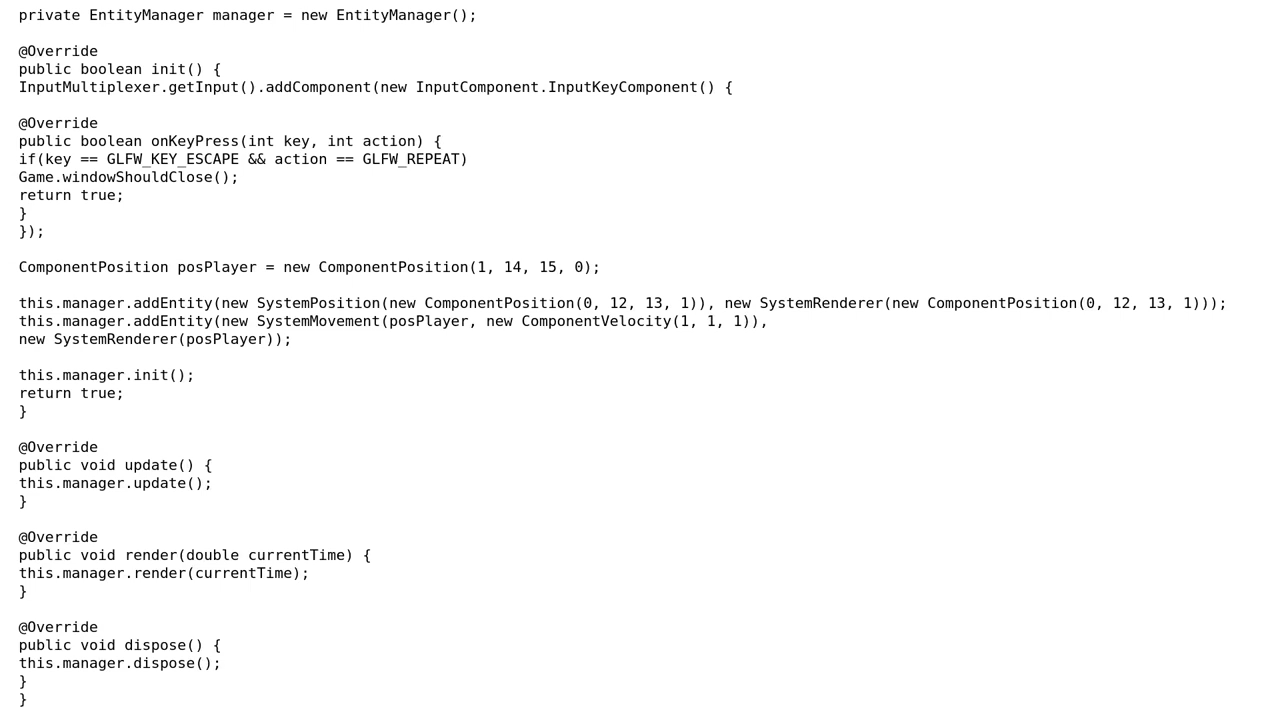 private EntityManager manager = new EntityManager();

@Override
public boolean init() {
InputMultiplexer.getInput().addComponent(new InputComponent.InputKeyComponent() {

@Override
public boolean onKeyPress(int key, int action) {
if(key == GLFW_KEY_ESCAPE && action == GLFW_REPEAT)
Game.windowShouldClose();
return true;
}
});

ComponentPosition posPlayer = new ComponentPosition(1, 14, 15, 0);

this.manager.addEntity(new SystemPosition(new ComponentPosition(0, 12, 13, 1)), new SystemRenderer(new ComponentPosition(0, 12, 13, 1)));
this.manager.addEntity(new SystemMovement(posPlayer, new ComponentVelocity(1, 1, 1)),
new SystemRenderer(posPlayer));

this.manager.init();
return true;
}

@Override
public void update() {
this.manager.update();
}

@Override
public void render(double currentTime) {
this.manager.render(currentTime);
}

@Override
public void dispose() {
this.manager.dispose();
}
}